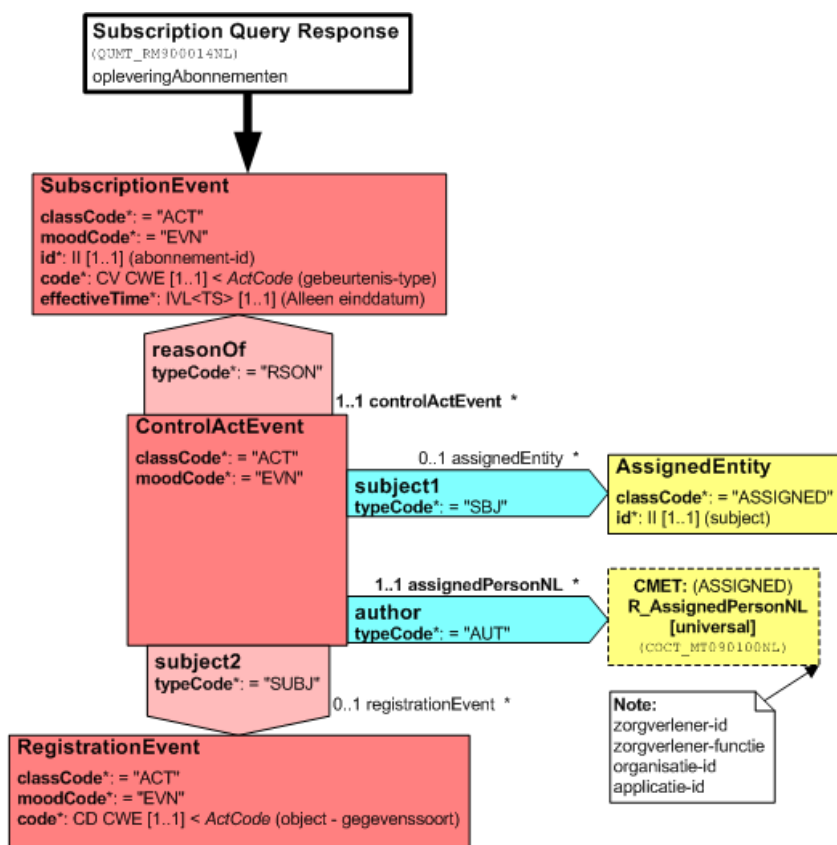 Subscription Query Response
(QUMT_RM900014NL)
opleveringAbonnementen
SubscriptionEvent
classCode*: = "ACT"
moodCode*: = "EVN"
id*: II [1..1] (abonnement-id)
code*: CV CWE [1..1] < ActCode (gebeurtenis-type)
effectiveTime*: IVL<TS> [1..1] (Alleen einddatum)
reasonOf
typeCode*: = "RSON"
1..1 controlActEvent *
ControlActEvent
classCode*: = "ACT"
moodCode*: = "EVN"
0..1 assignedEntity *
subject1
typeCode*: = "SBJ"
AssignedEntity
classCode*: = "ASSIGNED"
id*: II [1..1] (subject)
1..1 assignedPersonNL *
author
typeCode*: = "AUT"
CMET: (ASSIGNED)
R_AssignedPersonNL
[universal]
(COCT_MT090100NL)
subject2
typeCode*: = "SUBJ"
0..1 registrationEvent *
Note:
zorgverlener-id
zorgverlener-functie
organisatie-id
applicatie-id
RegistrationEvent
classCode*: = "ACT"
moodCode*: = "EVN"
code*: CD CWE [1..1] < ActCode (object - gegevenssoort)